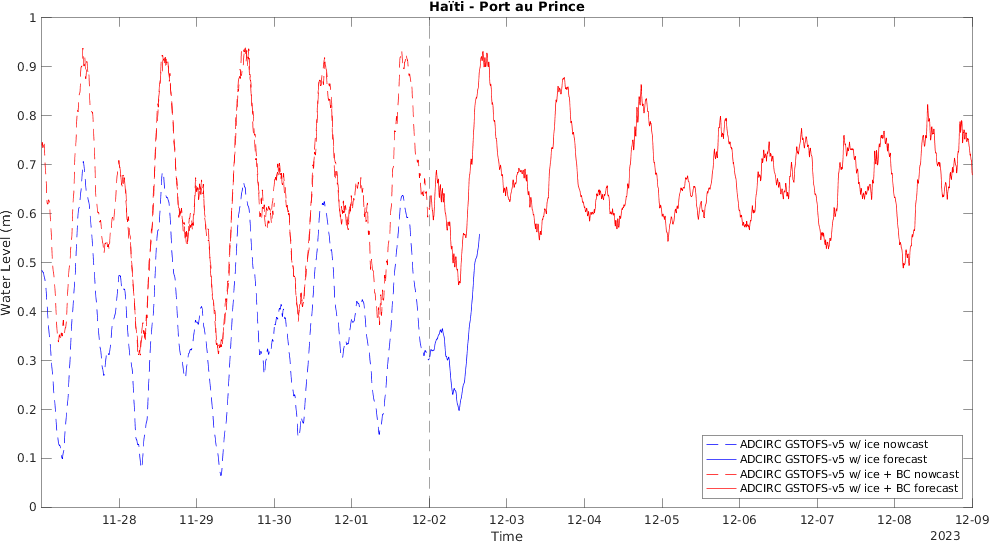 Haïti - Port au Prince
Water Level (m)
1
0.9
0.8
0.7
0.6
0.5
0.4
0.3
0.2
0.1
0
ADCIRC GSTOFS-v5 w/ ice nowcast
ADCIRC GSTOFS-v5 w/ ice forecast
ADCIRC GSTOFS-v5 w/ ice + BC nowcast
ADCIRC GSTOFS-v5 w/ ice + BC forecast
11-28 11-29 11-30 12-01 12-02 12-03 12-04 12-05 12-06 12-07 12-08 12-09
Time
2023